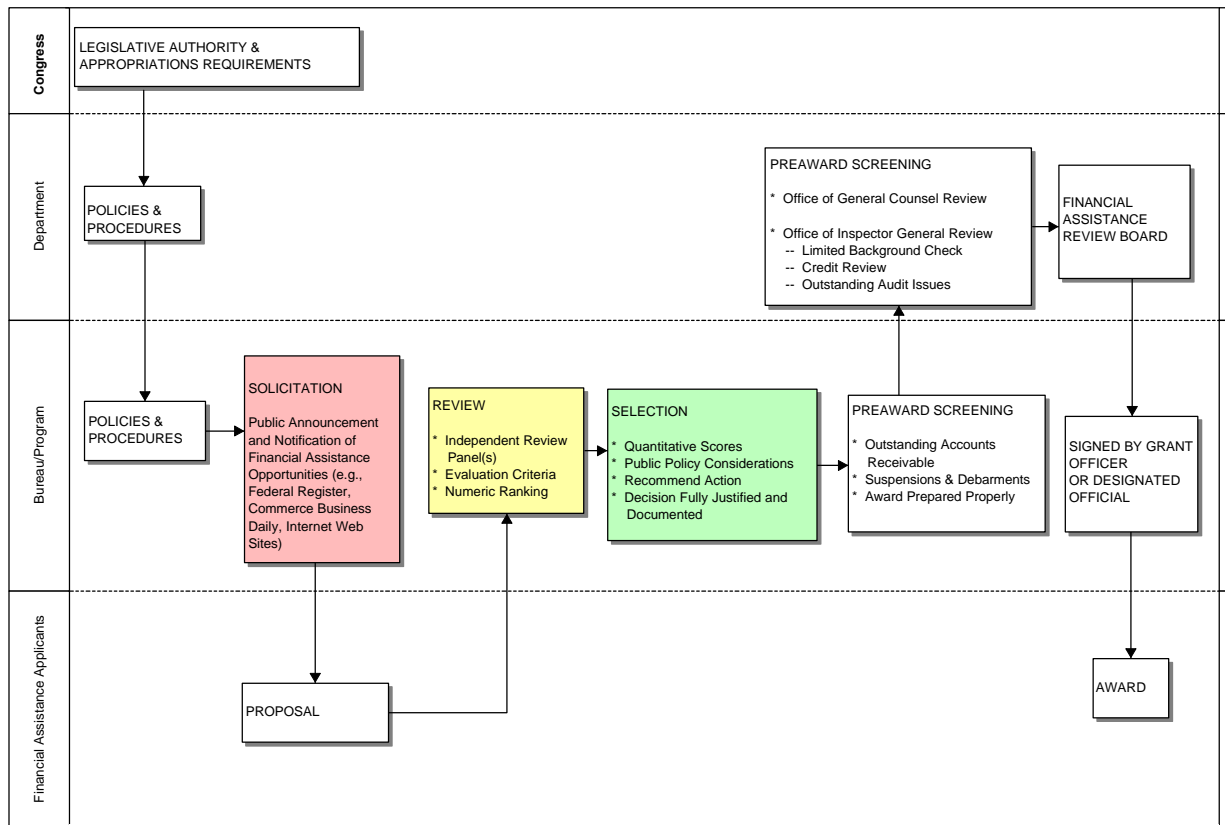 Congress
LEGISLATIVE AUTHORITY &
APPROPRIATIONS REQUIREMENTS
Department
POLICIES &
PROCEDURES
PREAWARD SCREENING
* Office of General Counsel Review
* Office of Inspector General Review
-- Limited Background Check
-- Credit Review
-- Outstanding Audit Issues
FINANCIAL
ASSISTANCE
REVIEW BOARD
Bureau/Program
POLICIES &
PROCEDURES
SOLICITATION
Public Announcement
and Notification of
Financial Assistance
Opportunities (e.g.,
Federal Register,
Commerce Business
Daily, Internet Web
Sites)
REVIEW
* Independent Review
Panel(s)
* Evaluation Criteria
* Numeric Ranking
SELECTION
* Quantitative Scores
* Public Policy Considerations
* Recommend Action
* Decision Fully Justified and
Documented
PREAWARD SCREENING
* Outstanding Accounts
Receivable
* Suspensions & Debarments
* Award Prepared Properly
SIGNED BY GRANT
OFFICER
OR DESIGNATED
OFFICIAL
Financial Assistance Applicants
PROPOSAL
AWARD